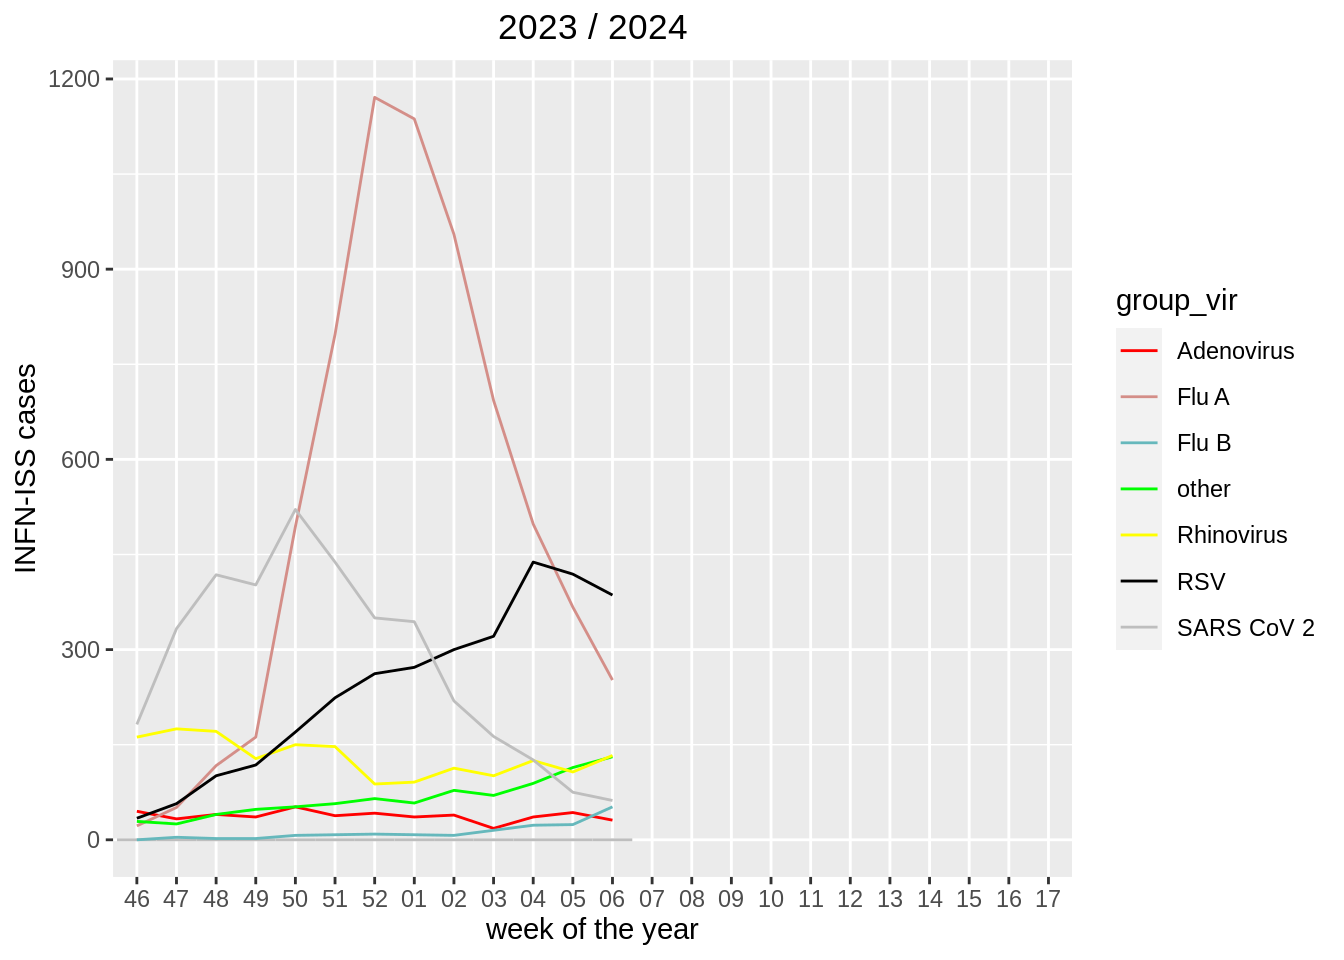 2023 / 2024
1200
900
600
300
0
INFN-ISS cases
46 47 48 49 50 51 52 01 02 03 04 05 06 07 08 09 10 11 12 13 14 15 16 17
week of the year
group_vir
Adenovirus
Flu A
Flu B
other
Rhinovirus
RSV
SARS CoV 2